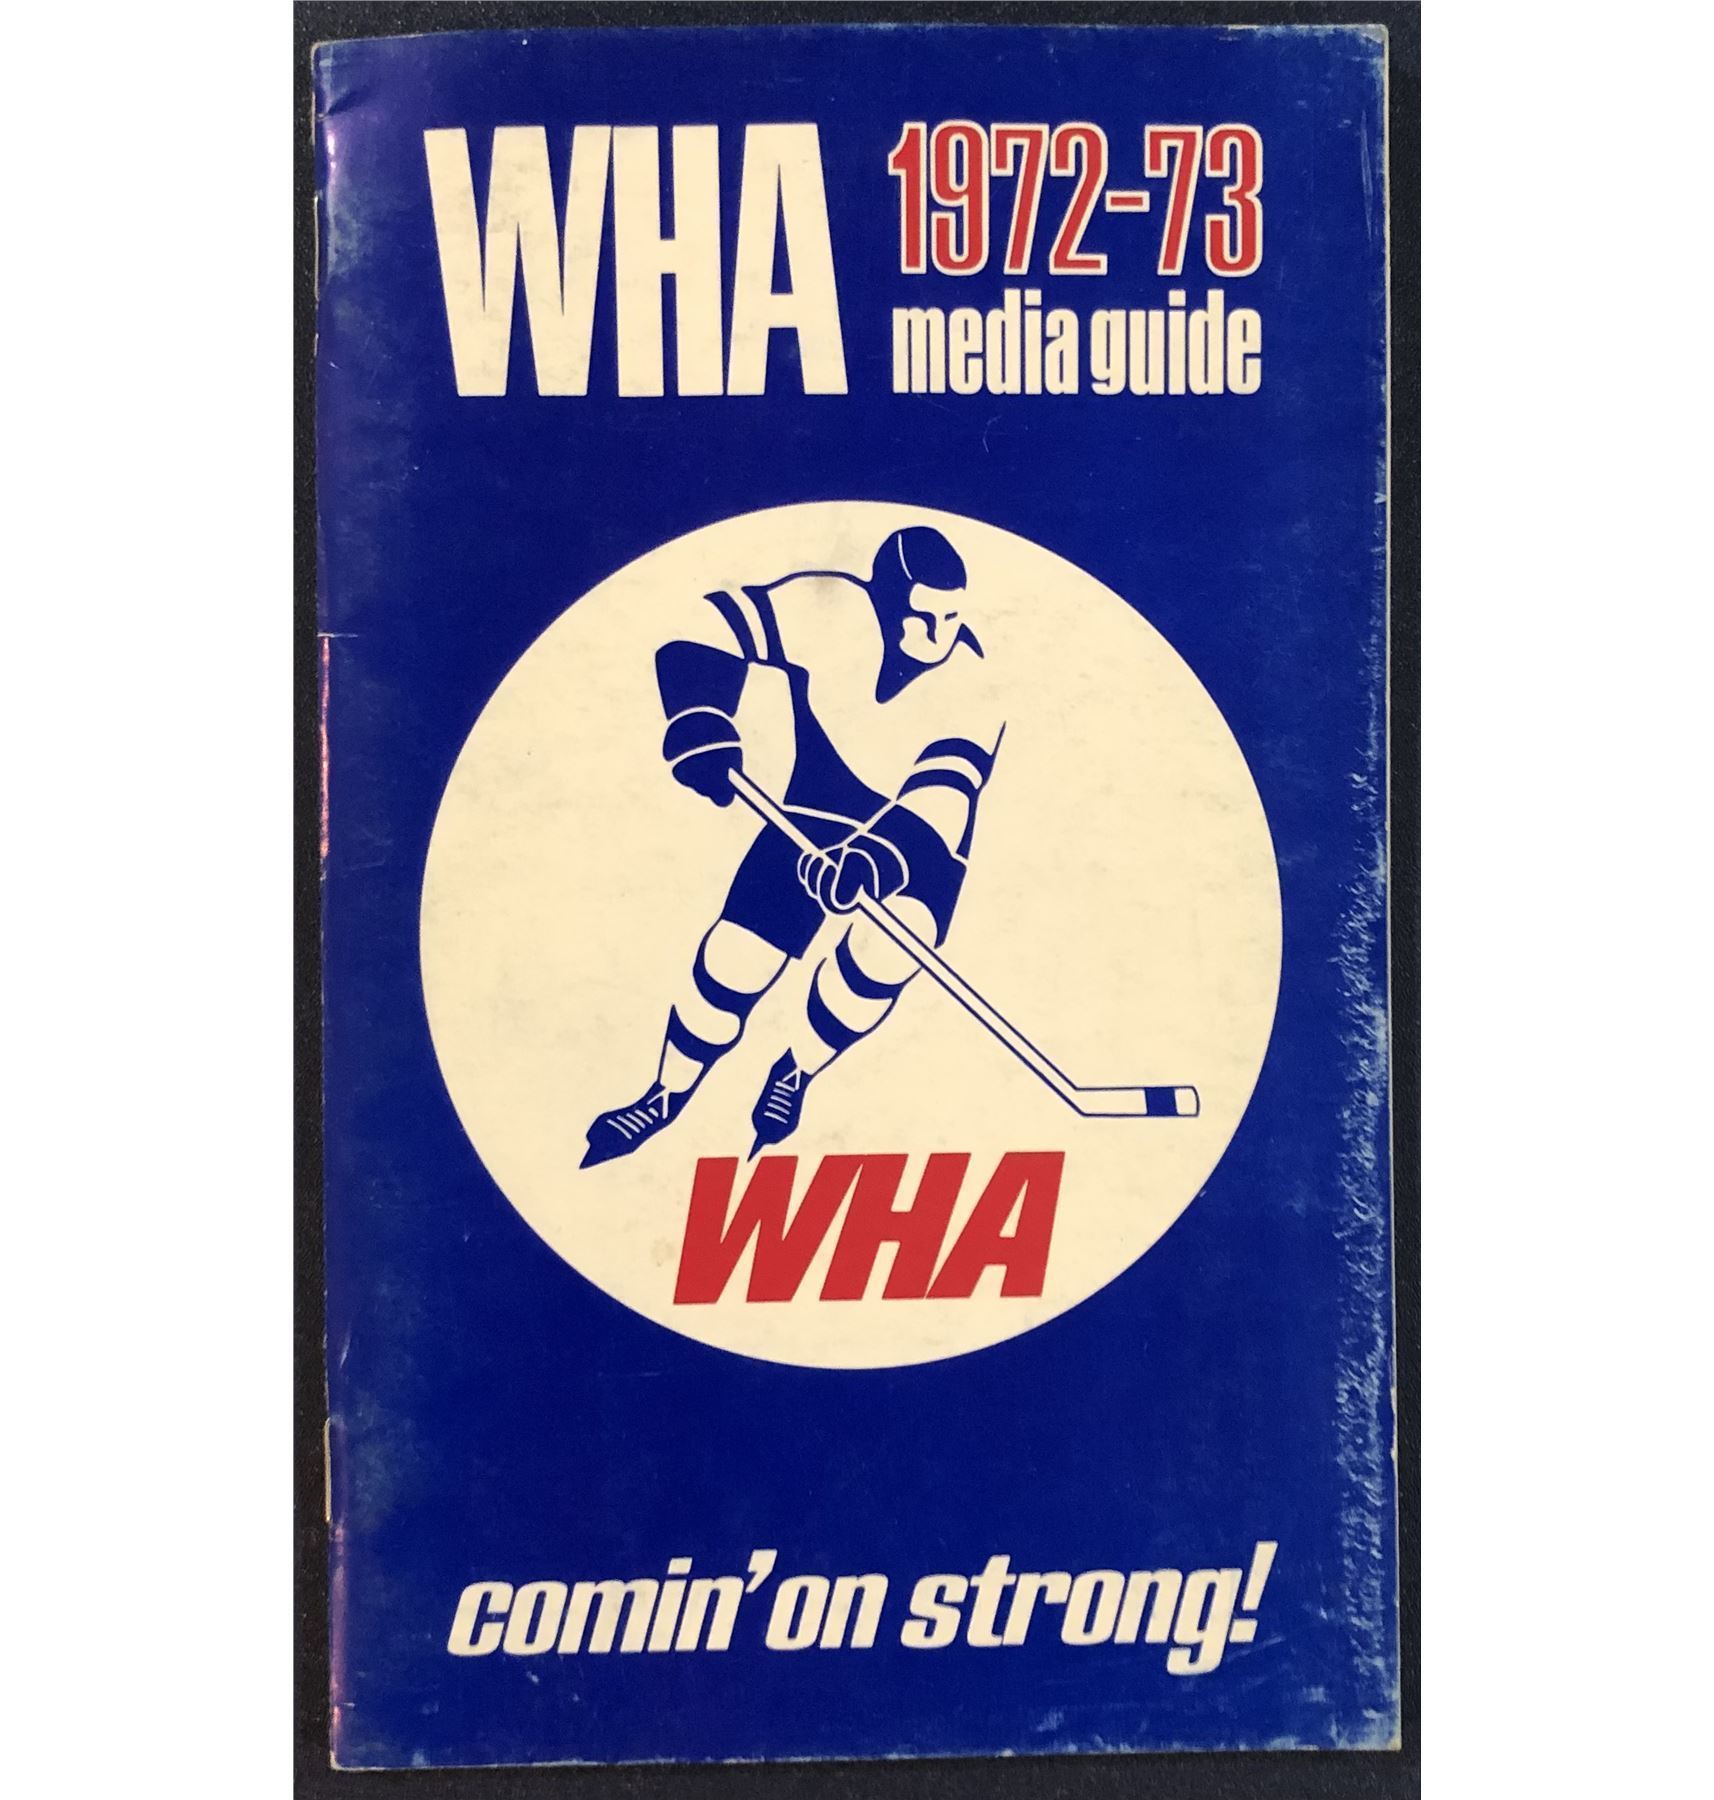 WHA 1972-73
media guide
WHA
comin' on strong!